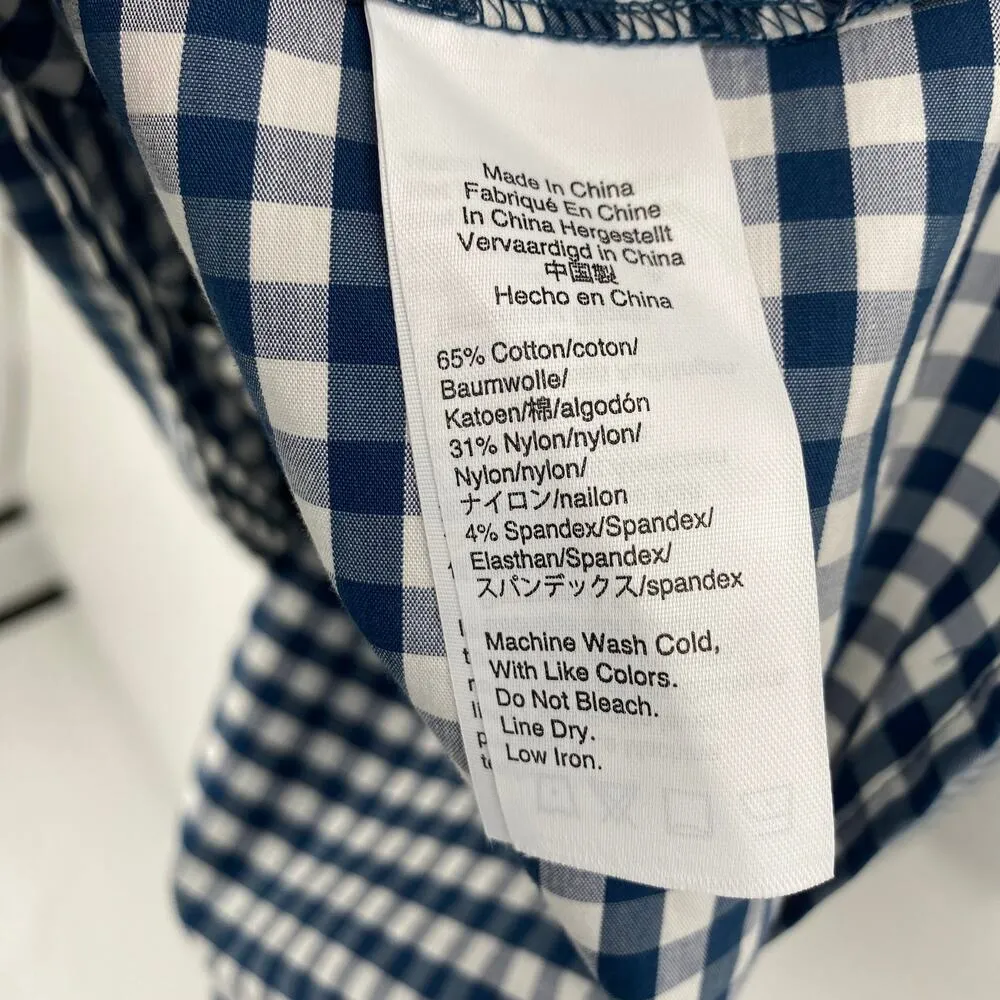 Made In China
Fabriqué En Chine
In China Hergestellt
Vervaardigd in China
中国製
Hecho en China
65% Cotton/coton/
Baumwolle/
Katoen/棉/algodón
31% Nylon/nylon/
Nylon/nylon/
ナイロン/nailon
4% Spandex/Spandex/
Elasthan/Spandex/
スパンデックス/spandex
Machine Wash Cold,
With Like Colors.
Do Not Bleach.
Line Dry.
Low Iron.